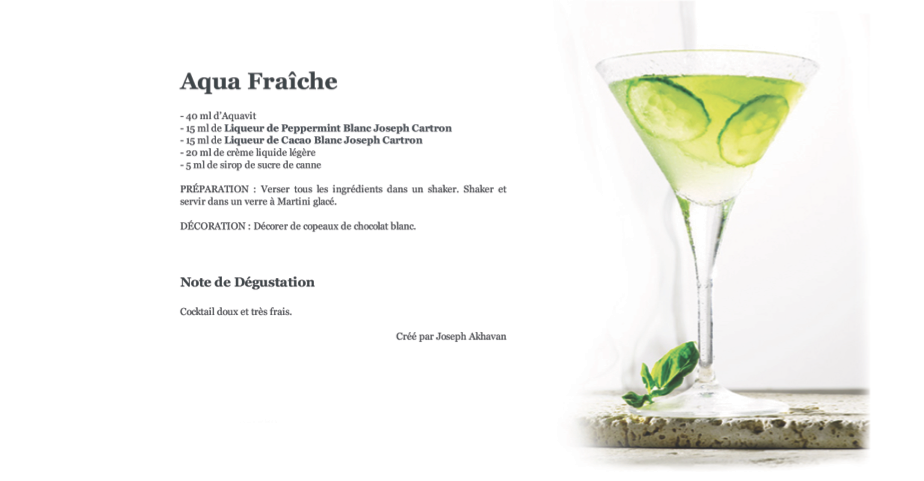 Aqua Fraîche
- 40 ml d'Aquavit
- 15 ml de Liqueur de Peppermint Blanc Joseph Cartron
- 15 ml de Liqueur de Cacao Blanc Joseph Cartron
- 20 ml de crème liquide légère
- 5 ml de sirop de sucre de canne
PRÉPARATION : Verser tous les ingrédients dans un shaker. Shaker et
servir dans un verre à Martini glacé.
DÉCORATION : Décorer de copeaux de chocolat blanc.
Note de Dégustation
Cocktail doux et très frais.
Créé par Joseph Akhavan